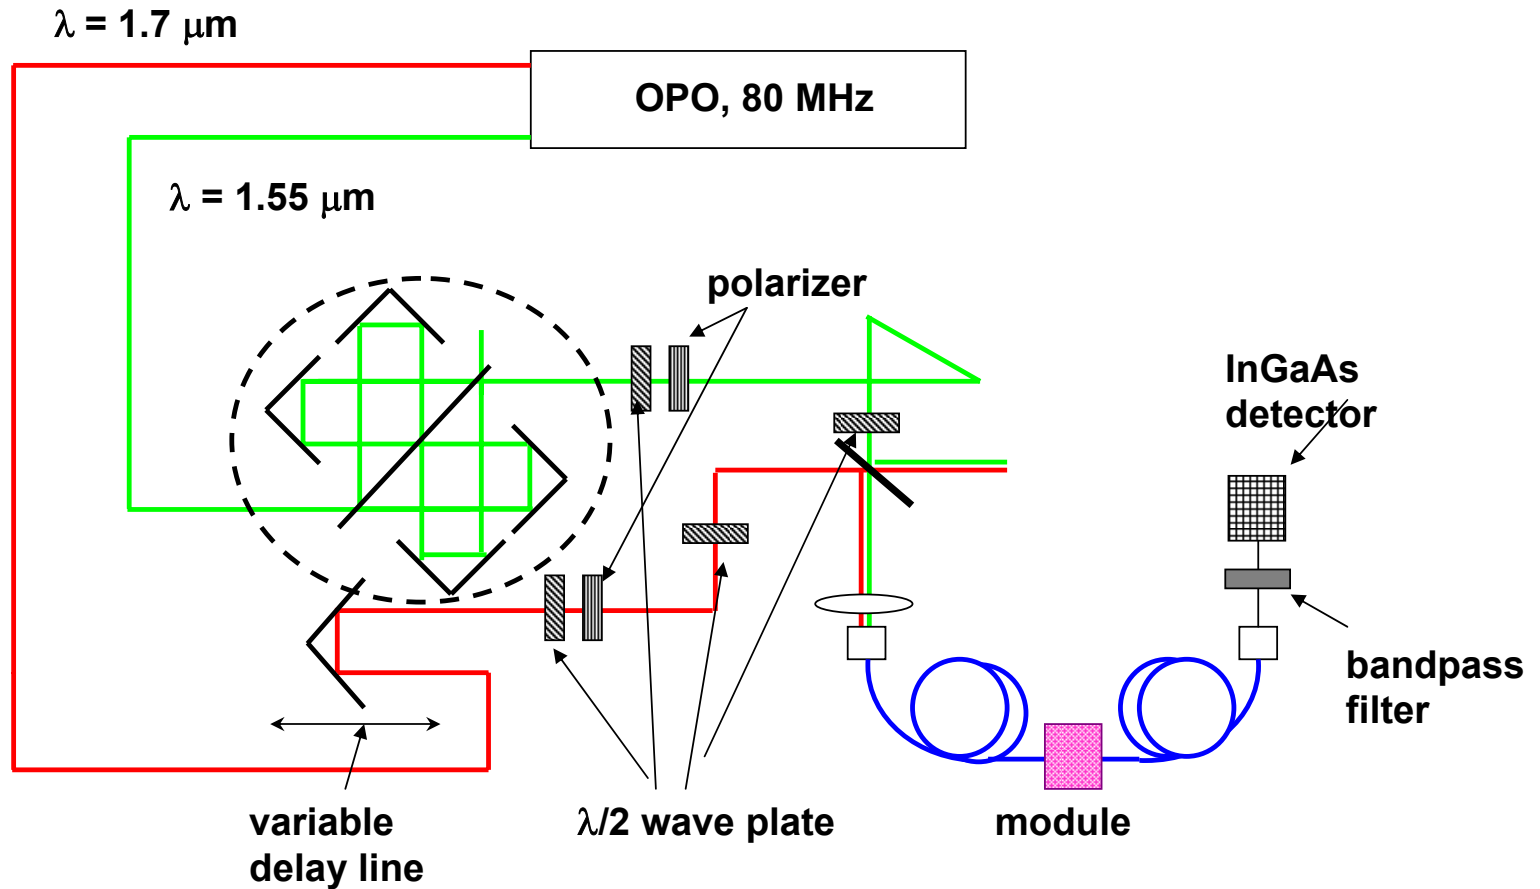 λ = 1.7 μm
OPO, 80 MHz
λ = 1.55 μm
polarizer
InGaAs
detector
bandpass
filter
variable
delay line
λ/2 wave plate
module